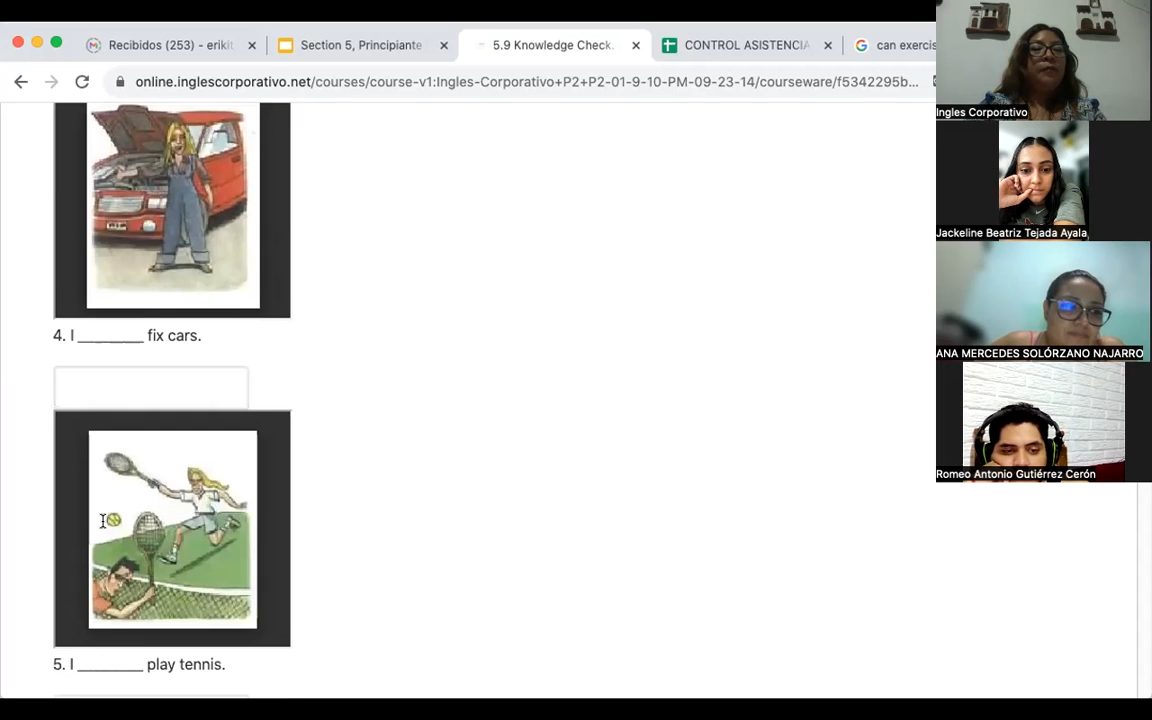 Recibidos (253) - erikit
Section 5, Principiante
5.9 Knowledge Check.
CONTROL ASISTENCIA
can exercis
online.inglescorporativo.net/courses/course-v1:Ingles-Corporativo+P2+P2-01-9-10-PM-09-23-14/courseware/f5342295b...
4. I ________ fix cars.
5. I ________ play tennis.
Ingles Corporativo
Jackeline Beatriz Tejada Ayala
ANA MERCEDES SOLÓRZANO NAJARRO
Romeo Antonio Gutiérrez Cerón